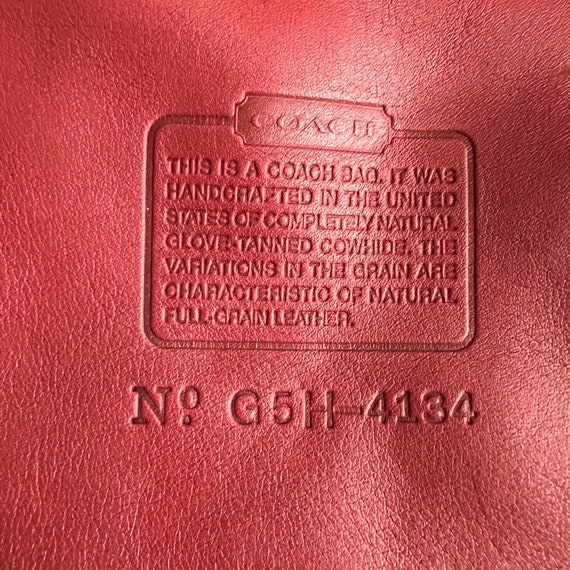 COACH
THIS IS A COACH BAG. IT WAS
HANDCRAFTED IN THE UNITED
STATES OF COMPLETELY NATURAL
GLOVE-TANNED COWHIDE. THE
VARIATIONS IN THE GRAIN ARE
CHARACTERISTIC OF NATURAL
FULL GRAIN LEATHER.
Nº G5H-4134